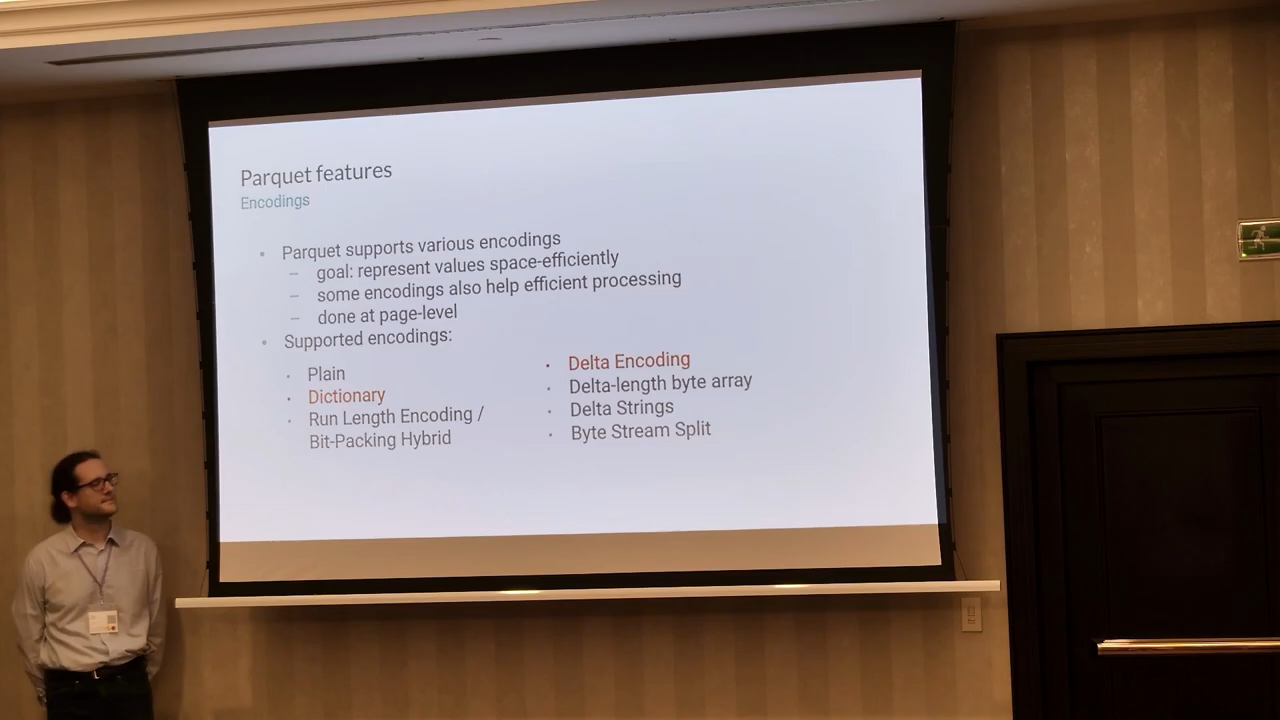 Parquet features
Encodings
Parquet supports various encodings
goal: represent values space-efficiently
some encodings also help efficient processing
done at page-level
Supported encodings:
Plain
Dictionary
Run Length Encoding /
Bit-Packing Hybrid
Delta Encoding
Delta-length byte array
Delta Strings
Byte Stream Split